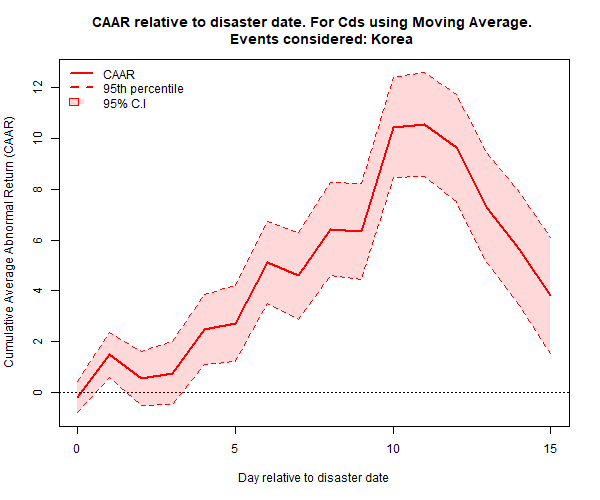 CAAR relative to disaster date. For Cds using Moving Average.
Events considered: Korea
CAAR
95th percentile
95% C.I
Cumulative Average Abnormal Return (CAAR)
12
10
8
6
4
2
0
0 5 10 15
Day relative to disaster date